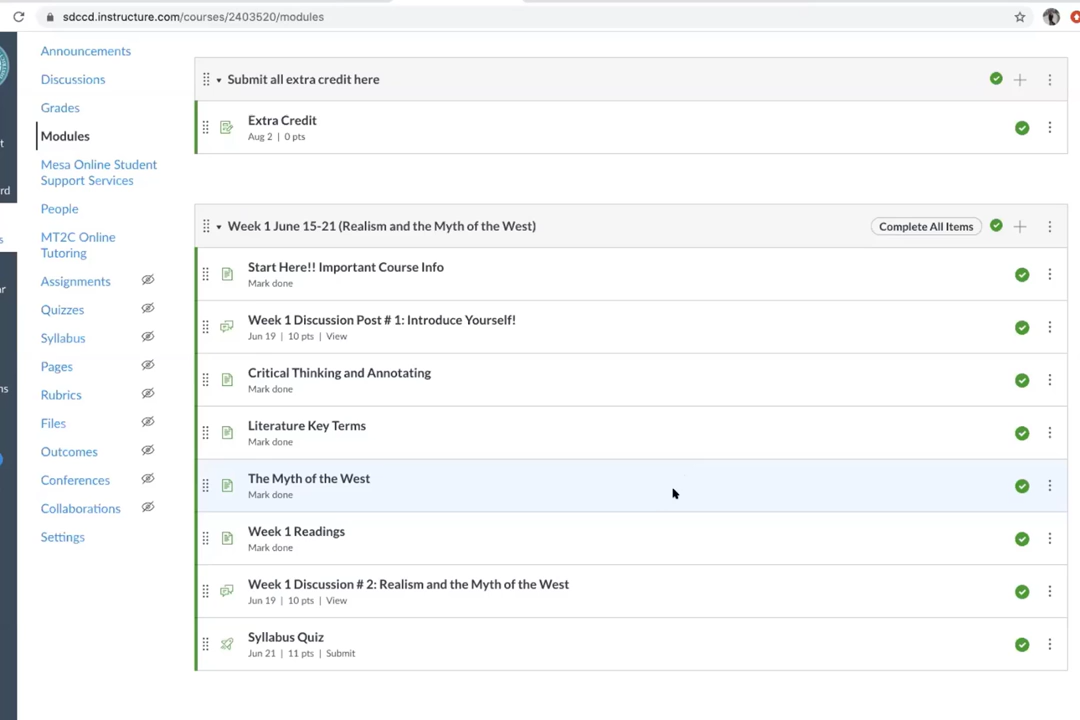 sdccd.instructure.com/courses/2403520/modules
Announcements
Discussions
Grades
Modules
Mesa Online Student
Support Services
People
MT2C Online
Tutoring
Assignments
Quizzes
Syllabus
Pages
Rubrics
Files
Outcomes
Conferences
Collaborations
Settings
Submit all extra credit here
Extra Credit
Aug 2 | 0 pts
Week 1 June 15-21 (Realism and the Myth of the West)
Complete All Items
Start Here!! Important Course Info
Mark done
Week 1 Discussion Post # 1: Introduce Yourself!
Jun 19 | 10 pts | View
Critical Thinking and Annotating
Mark done
Literature Key Terms
Mark done
The Myth of the West
Mark done
Week 1 Readings
Mark done
Week 1 Discussion # 2: Realism and the Myth of the West
Jun 19 | 10 pts | View
Syllabus Quiz
Jun 21 | 11 pts | Submit